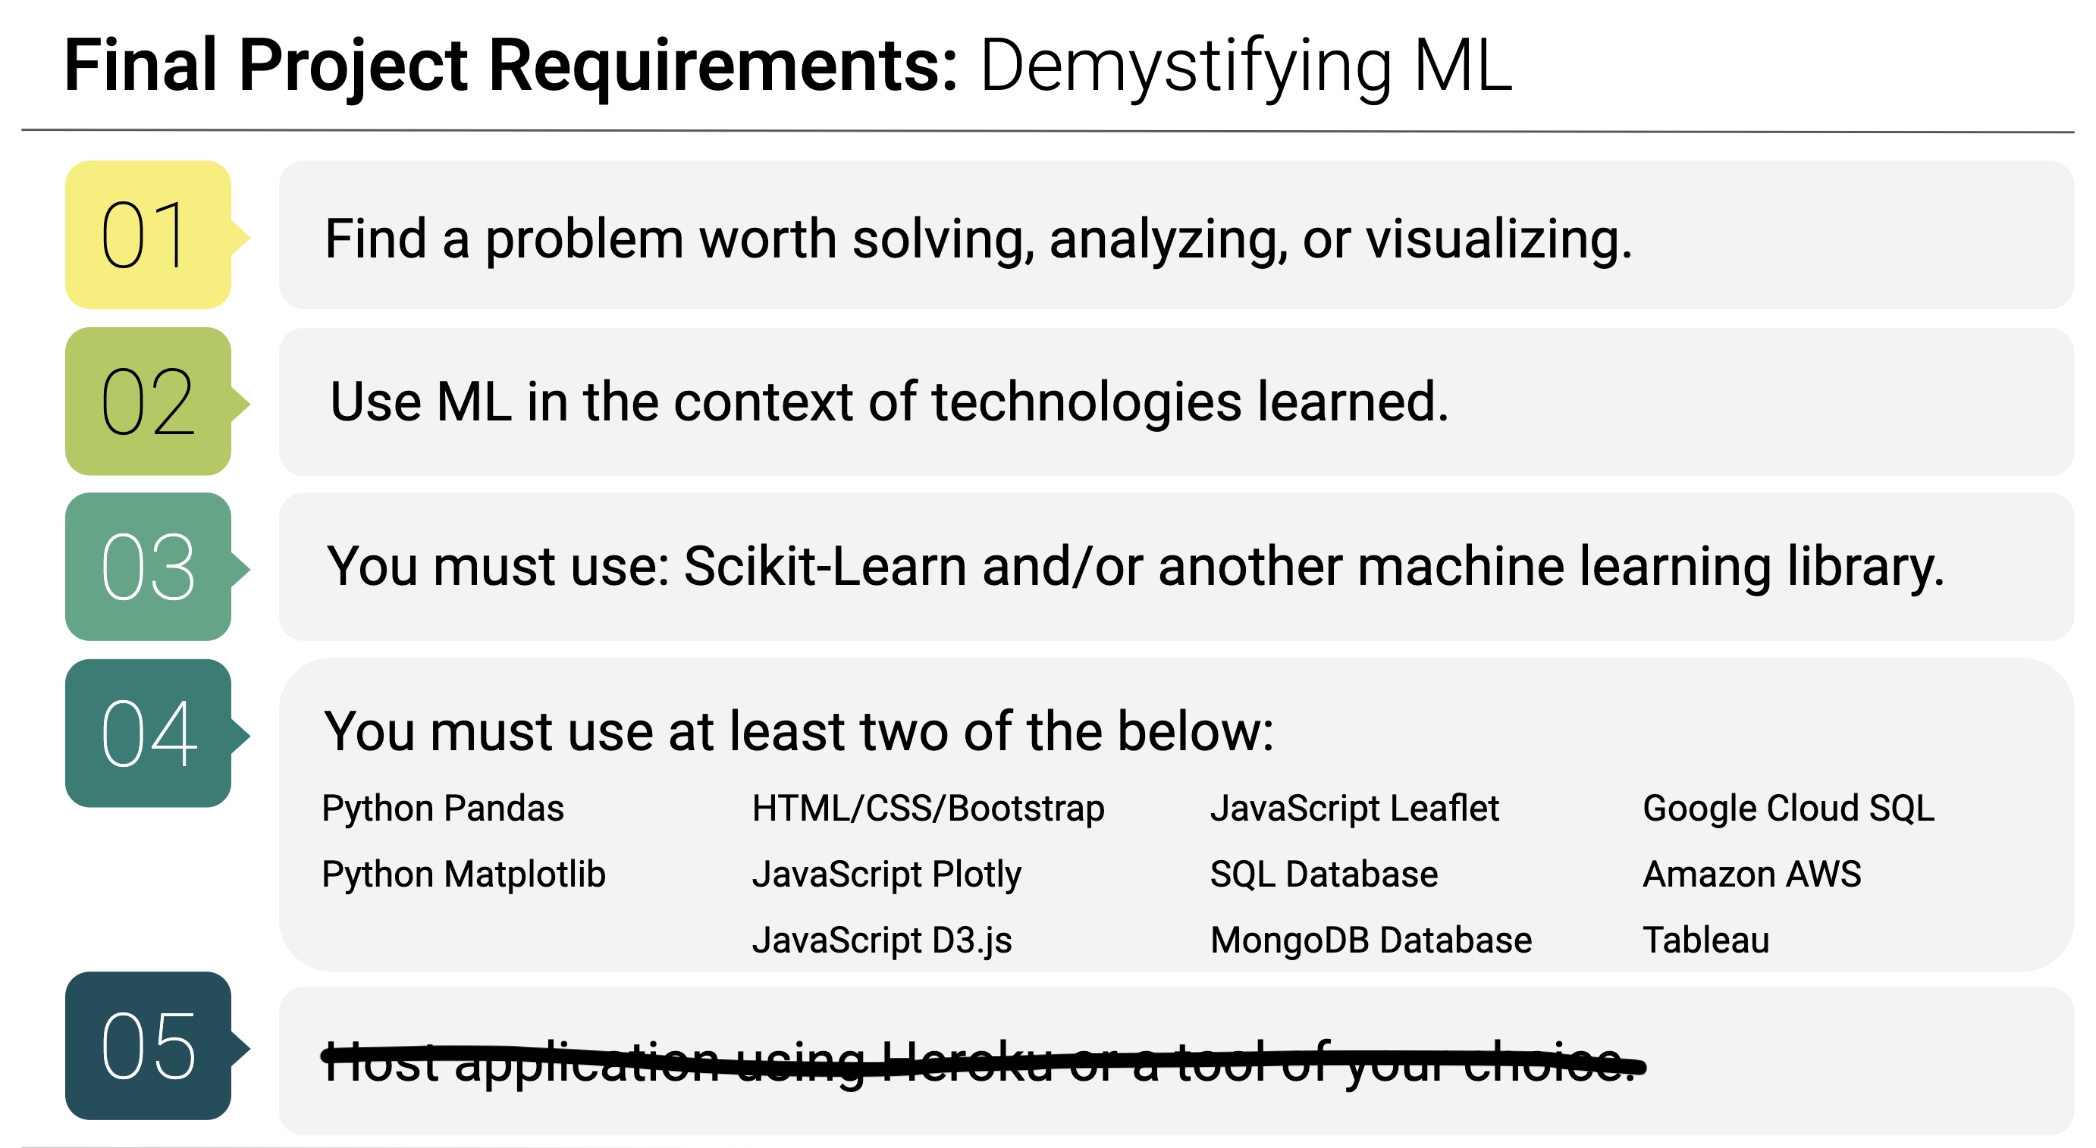 Final Project Requirements: Demystifying ML
01
Find a problem worth solving, analyzing, or visualizing.
02
Use ML in the context of technologies learned.
03
You must use: Scikit-Learn and/or another machine learning library.
04
You must use at least two of the below:
Python Pandas HTML/CSS/Bootstrap JavaScript Leaflet Google Cloud SQL
Python Matplotlib JavaScript Plotly SQL Database Amazon AWS
JavaScript D3.js MongoDB Database Tableau
05
Host application using Heroku or a tool of your choice.